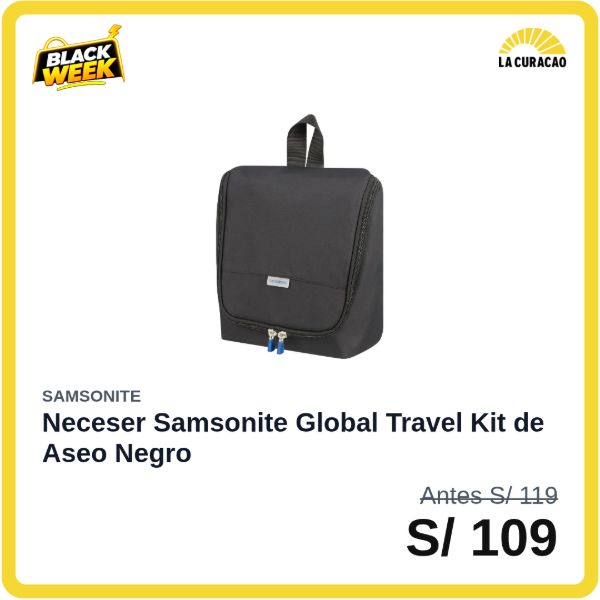 BLACK
WEEK
LA CURACAO
SAMSONITE
Neceser Samsonite Global Travel Kit de
Aseo Negro
Antes S/ 119
S/ 109